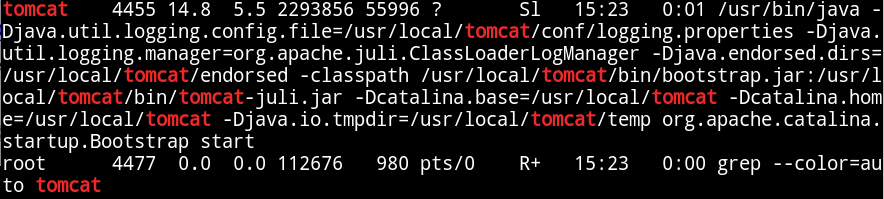 tomcat    4455 14.8  5.5 2293856 55996 ?       Sl   15:23   0:01 /usr/bin/java -
Djava.util.logging.config.file=/usr/local/tomcat/conf/logging.properties -Djava.
util.logging.manager=org.apache.juli.ClassLoaderLogManager -Djava.endorsed.dirs=
/usr/local/tomcat/endorsed -classpath /usr/local/tomcat/bin/bootstrap.jar:/usr/l
ocal/tomcat/bin/tomcat-juli.jar -Dcatalina.base=/usr/local/tomcat -Dcatalina.hom
e=/usr/local/tomcat -Djava.io.tmpdir=/usr/local/tomcat/temp org.apache.catalina.
startup.Bootstrap start
root      4477  0.0  0.0 112676   980 pts/0    R+   15:23   0:00 grep --color=au
to tomcat